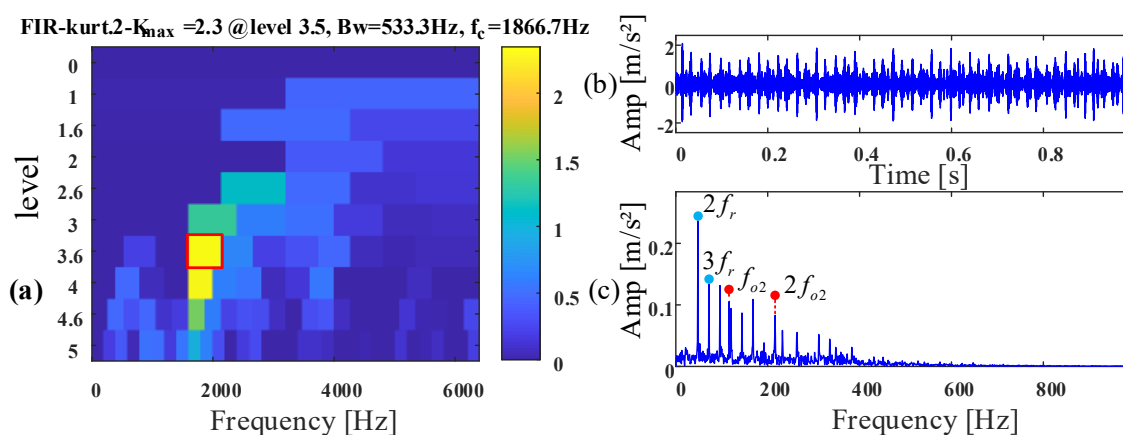 FIR-kurt.2-K_max =2.3 @ level 3.5, Bw=533.3Hz, f_c=1866.7Hz
level
0
1
1.6
2
2.6
3
3.6
4
4.6
5
(a)
0 2000 4000 6000
Frequency [Hz]
2
1.5
1
0.5
0
(b)
Amp [m/s²]
2
0
-2
0 0.2 0.4 0.6 0.8
Time [s]
(c)
Amp [m/s²]
0.2
0.1
0
2f_r
3f_r
f_o2
2f_o2
0 200 400 600 800
Frequency [Hz]